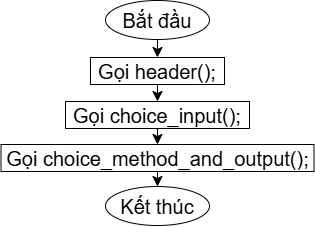 Bắt đầu
Gọi header();
Gọi choice_input();
Gọi choice_method_and_output();
Kết thúc